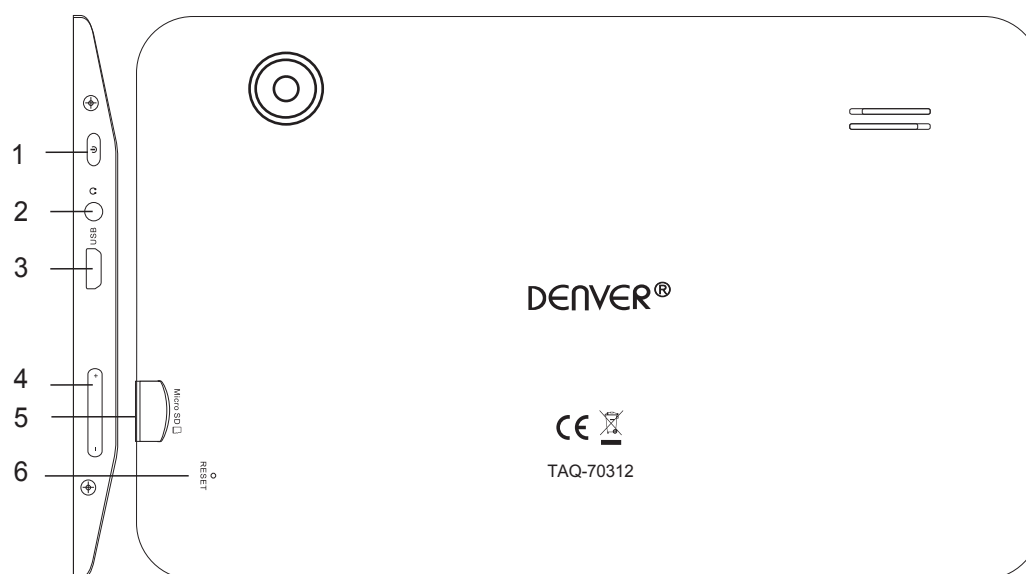 1
2
USB
3
DENVER®
4
+
5
Micro SD
-
CE
6
RESET
TAQ-70312